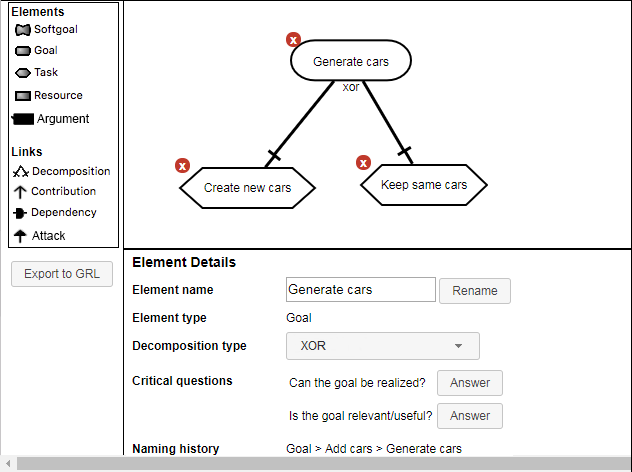 Elements
Softgoal
Goal
Task
Resource
Argument
Links
Decomposition
Contribution
Dependency
Attack
Export to GRL
x
Generate cars
xor
x
Create new cars
x
Keep same cars
Element Details
Element name Generate cars Rename
Element type Goal
Decomposition type XOR
Critical questions Can the goal be realized? Answer
Is the goal relevant/useful? Answer
Naming history Goal > Add cars > Generate cars